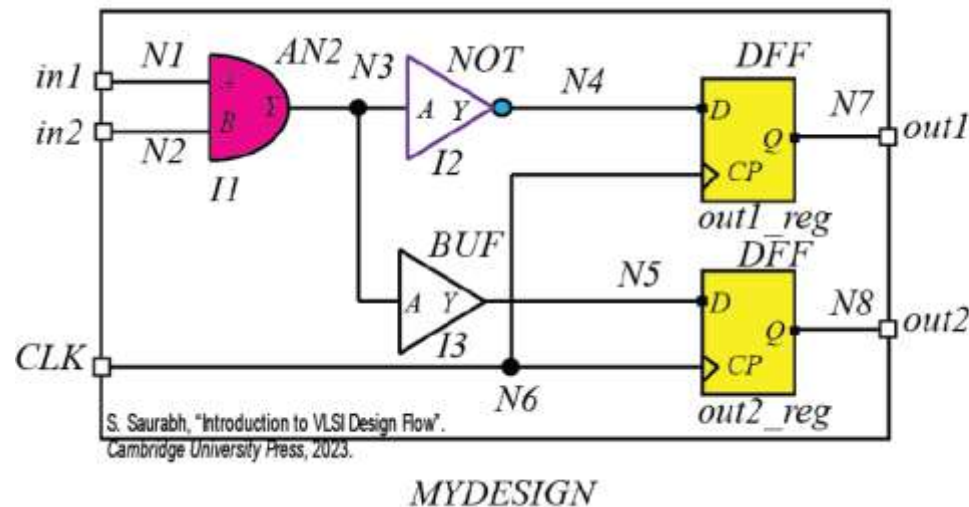 in1
N1
AN2
A
B
Σ
in2
N2
I1
N3
NOT
A Y
I2
N4
DFF
D
Q
CP
out1_reg
N7
out1
BUF
A Y
I3
N5
DFF
D
Q
CP
out2_reg
N8
out2
CLK
N6
S. Saurabh, "Introduction to VLSI Design Flow".
Cambridge University Press, 2023.
MYDESIGN